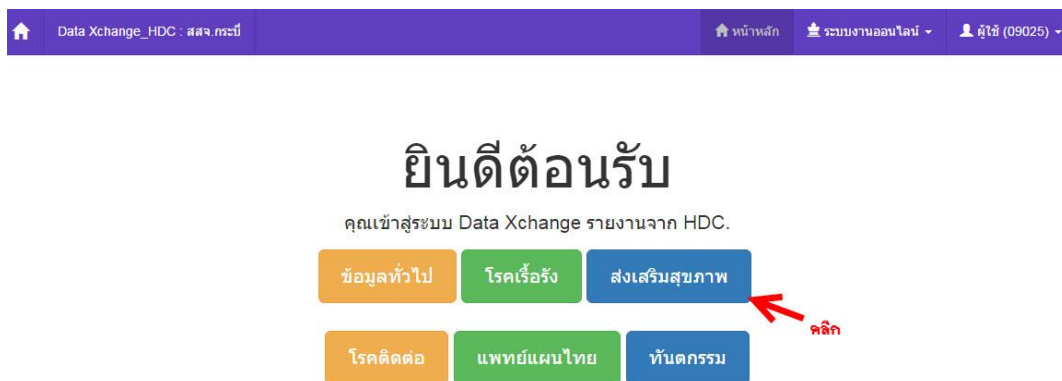 Data Xchange_HDC : สสจ.กระบี่ หน้าหลัก ระบบงานออนไลน์ ผู้ใช้ (09025)
ยินดีต้อนรับ
คุณเข้าสู่ระบบ Data Xchange รายงานจาก HDC.
ข้อมูลทั่วไป โรคเรื้อรัง ส่งเสริมสุขภาพ
คลิก
โรคติดต่อ แพทย์แผนไทย ทันตกรรม